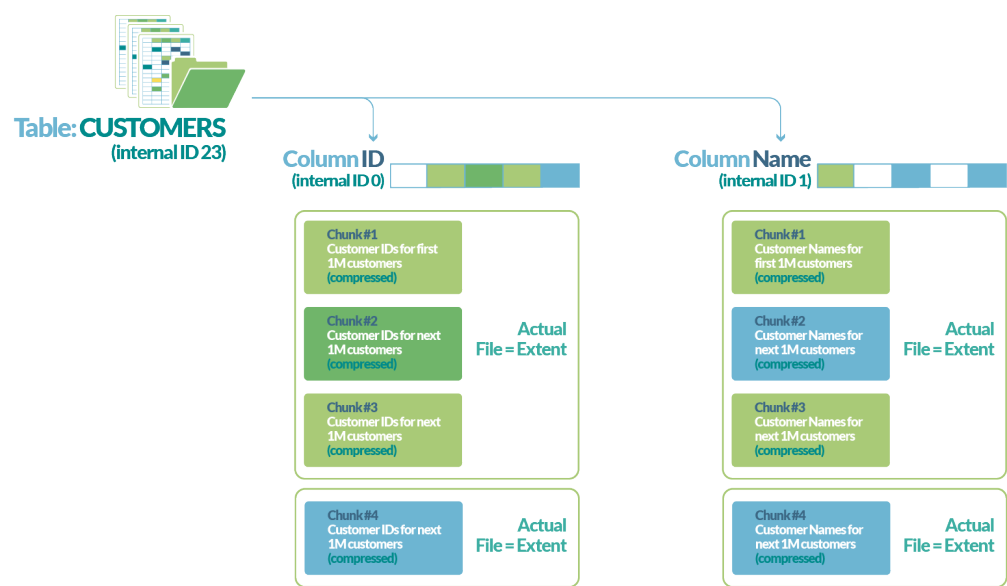 Table: CUSTOMERS
(internal ID 23)
Column ID
(internal ID 0)
Chunk #1
Customer IDs for first
1M customers
(compressed)
Chunk #2
Customer IDs for next
1M customers
(compressed)
Chunk #3
Customer IDs for next
1M customers
(compressed)
Actual
File = Extent
Chunk #4
Customer IDs for next
1M customers
(compressed)
Actual
File = Extent
Column Name
(internal ID 1)
Chunk #1
Customer Names for
first 1M customers
(compressed)
Chunk #2
Customer Names for
next 1M customers
(compressed)
Chunk #3
Customer Names for
next 1M customers
(compressed)
Actual
File = Extent
Chunk #4
Customer Names for
next 1M customers
(compressed)
Actual
File = Extent